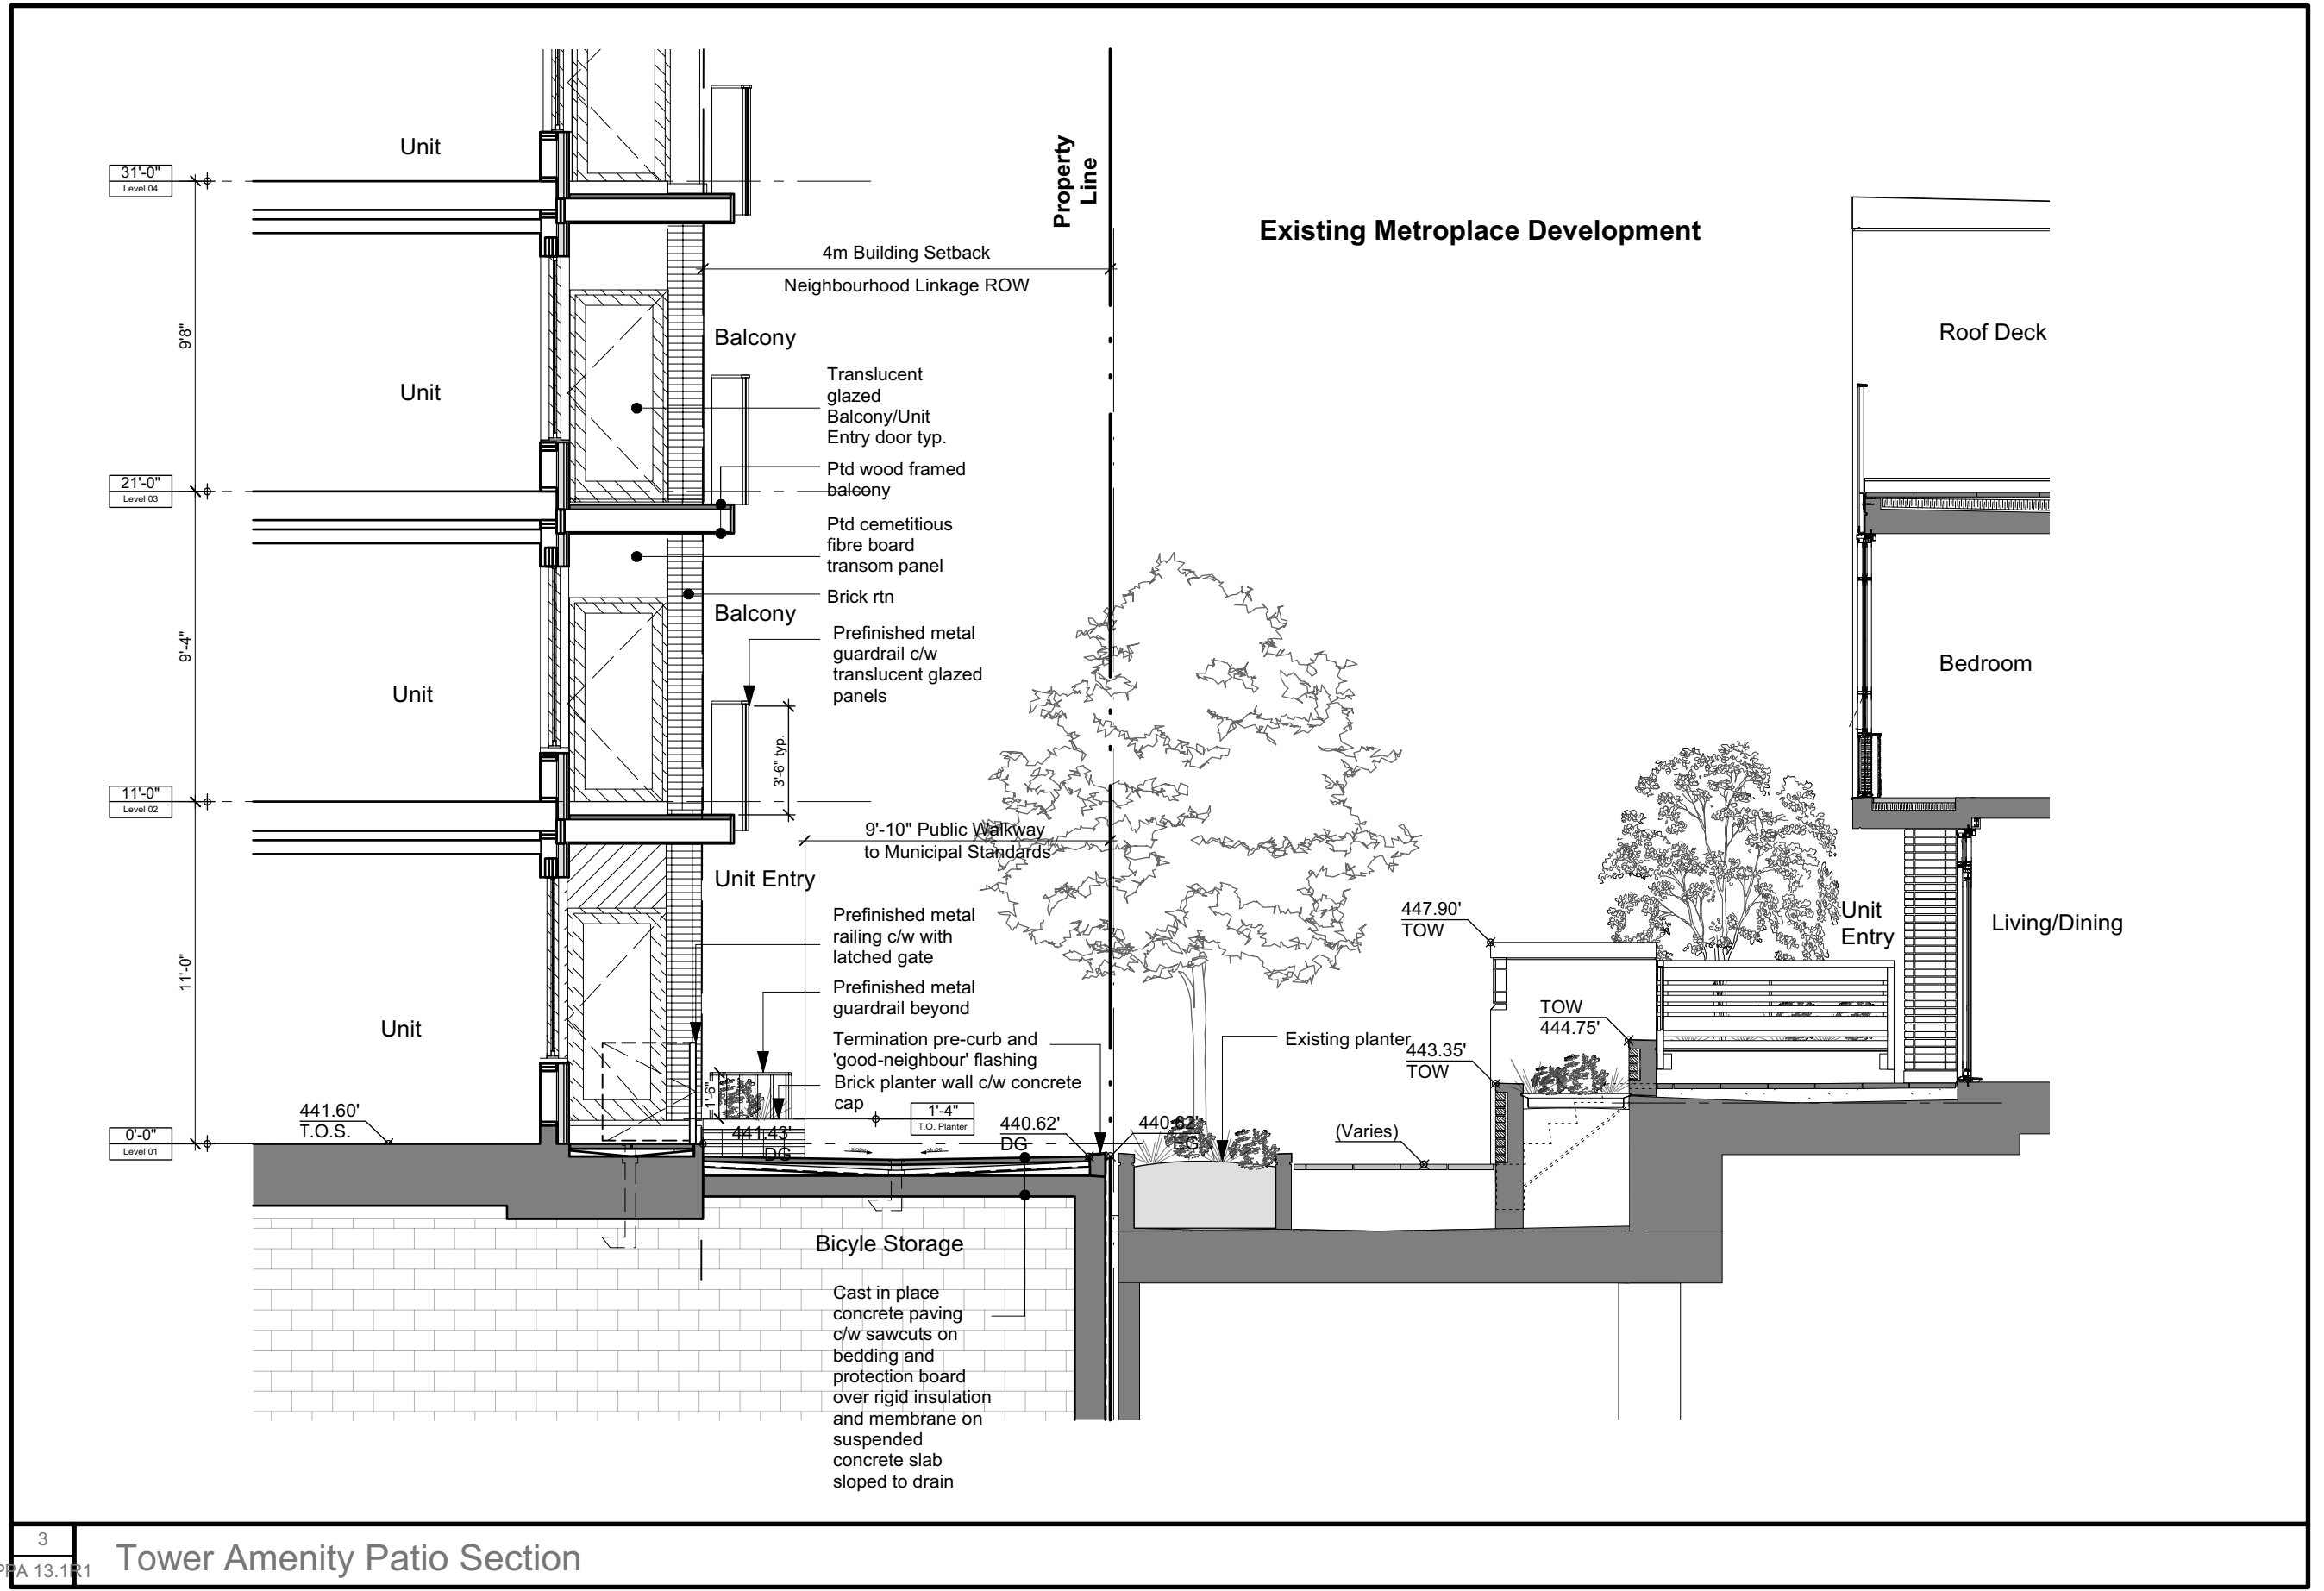 Unit
31'-0"
Level 04
Property
Line
Existing Metroplace Development
4m Building Setback
Neighbourhood Linkage ROW
9'8"
Balcony
Roof Deck
Unit
Translucent
glazed
Balcony/Unit
Entry door typ.
21'-0"
Level 03
Ptd wood framed
balcony
Ptd cemetitious
fibre board
transom panel
Brick rtn
Balcony
9'-4"
Prefinished metal
guardrail c/w
translucent glazed
panels
Bedroom
Unit
3'-6" typ.
11'-0"
Level 02
9'-10" Public Walkway
to Municipal Standards
Unit Entry
Prefinished metal
railing c/w with
latched gate
447.90'
TOW
Unit
Entry
Living/Dining
11'-0"
Prefinished metal
guardrail beyond
TOW
444.75'
Unit
Termination pre-curb and
'good-neighbour' flashing
Existing planter
443.35'
TOW
Brick planter wall c/w concrete
cap
1'-6"
441.60'
T.O.S.
1'-4"
T.O. Planter
0'-0"
Level 01
441.43'
DG
slope
slope
440.62'
DG
440.62'
EG
(Varies)
Bicyle Storage
Cast in place
concrete paving
c/w sawcuts on
bedding and
protection board
over rigid insulation
and membrane on
suspended
concrete slab
sloped to drain
3
PPA 13.1R1
Tower Amenity Patio Section